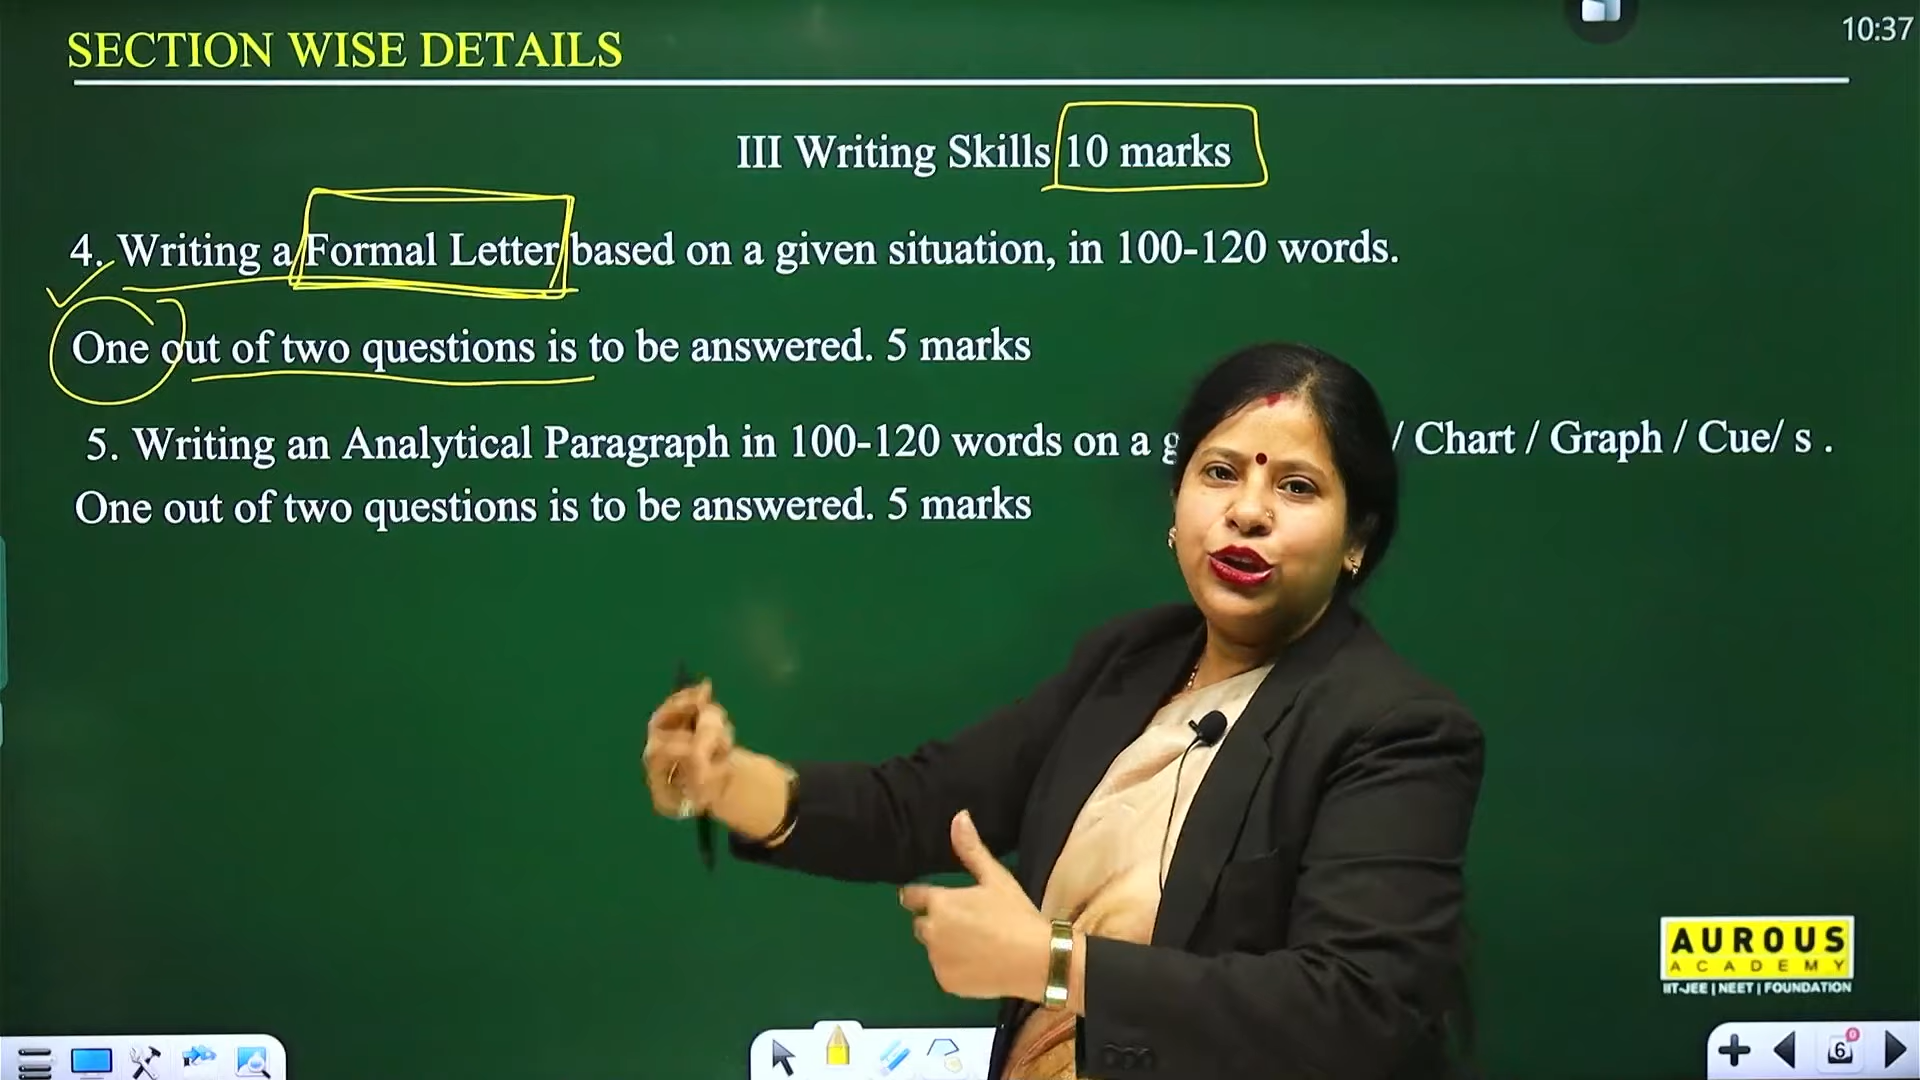 SECTION WISE DETAILS
10:37
III Writing Skills 10 marks
4. Writing a Formal Letter based on a given situation, in 100-120 words.
One out of two questions is to be answered. 5 marks
5. Writing an Analytical Paragraph in 100-120 words on a / Chart / Graph / Cue/ s .
One out of two questions is to be answered. 5 marks
AUROUS
ACADEMY
IIT-JEE | NEET | FOUNDATION
6
0